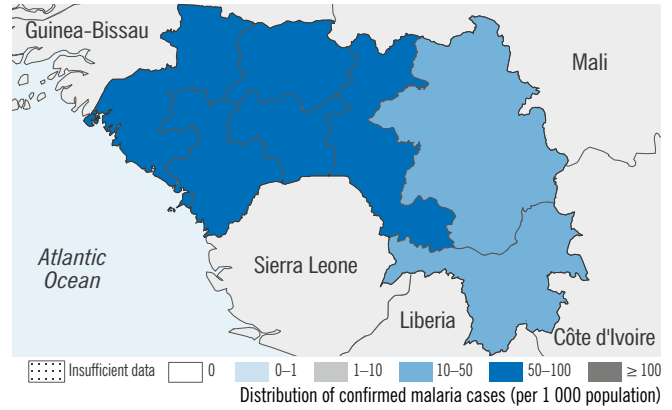 Guinea-Bissau
Mali
Atlantic
Ocean
Sierra Leone
Liberia
Côte d'Ivoire
Insufficient data 0 0–1 1–10 10–50 50–100 ≥ 100
Distribution of confirmed malaria cases (per 1 000 population)